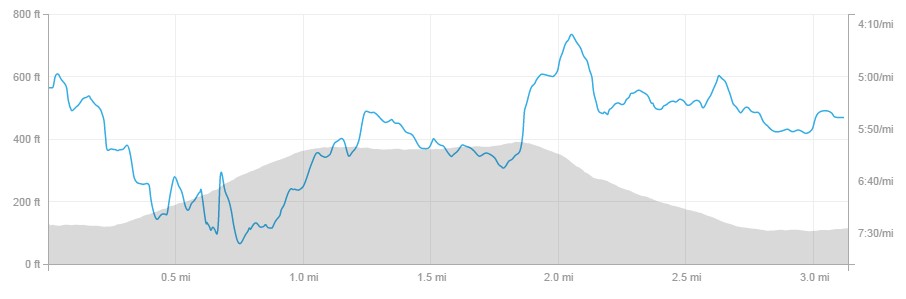 800 ft
600 ft
400 ft
200 ft
0 ft
4:10/mi
5:00/mi
5:50/mi
6:40/mi
7:30/mi
0.5 mi 1.0 mi 1.5 mi 2.0 mi 2.5 mi 3.0 mi